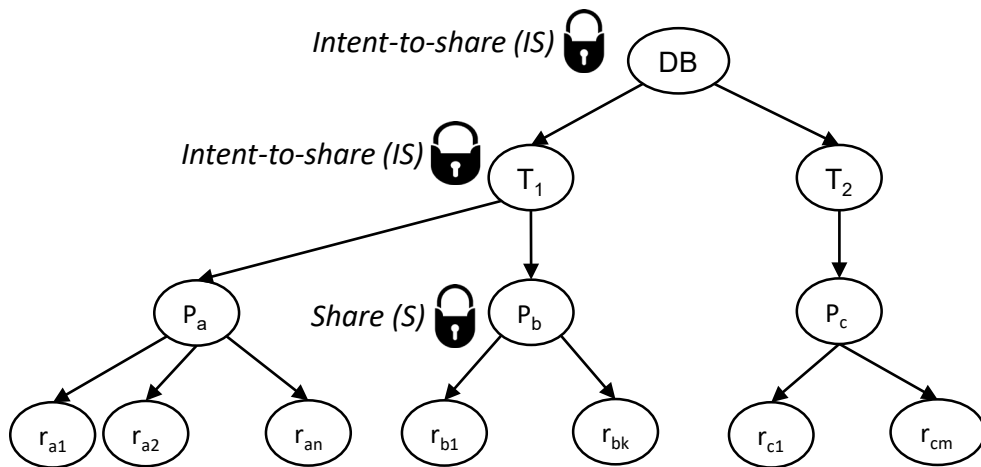 Intent-to-share (IS)
DB
Intent-to-share (IS)
T1
T2
Pa
Share (S)
Pb
Pc
ra1
ra2
ran
rb1
rbk
rc1
rcm